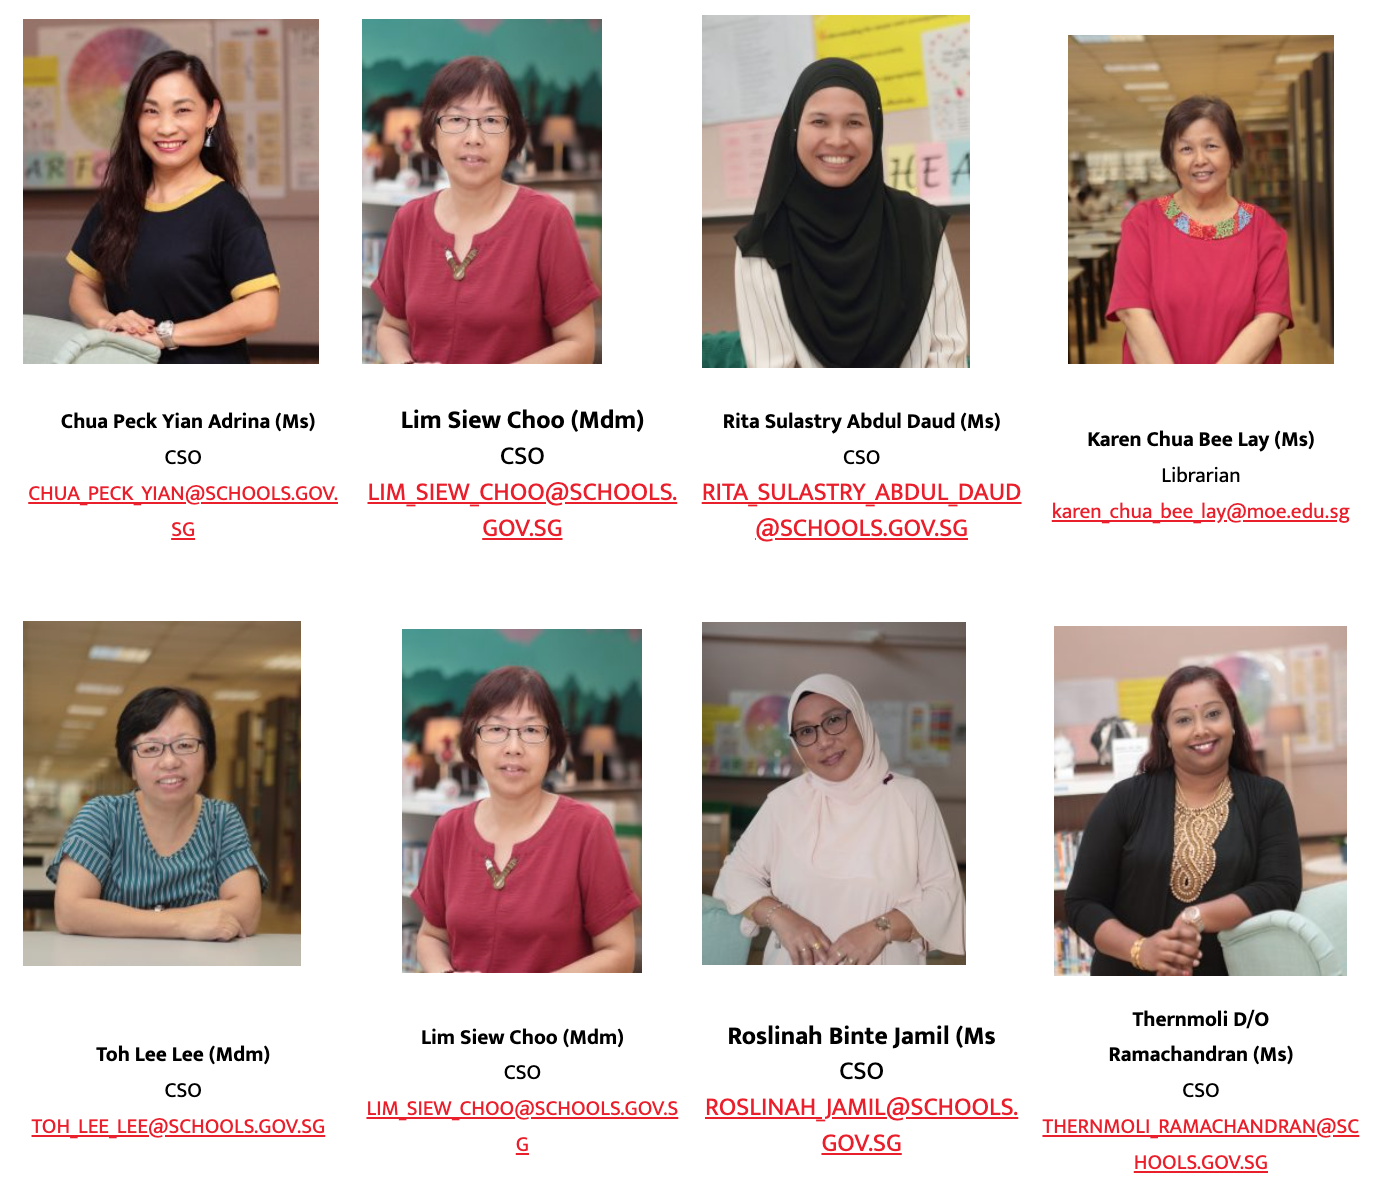 Chua Peck Yian Adrina (Ms)
CSO
CHUA_PECK_YIAN@SCHOOLS.GOV.
SG
Lim Siew Choo (Mdm)
CSO
LIM_SIEW_CHOO@SCHOOLS.
GOV.SG
Rita Sulastry Abdul Daud (Ms)
CSO
RITA_SULASTRY_ABDUL_DAUD
@SCHOOLS.GOV.SG
Karen Chua Bee Lay (Ms)
Librarian
karen_chua_bee_lay@moe.edu.sg
Toh Lee Lee (Mdm)
CSO
TOH_LEE_LEE@SCHOOLS.GOV.SG
Lim Siew Choo (Mdm)
CSO
LIM_SIEW_CHOO@SCHOOLS.GOV.S
G
Roslinah Binte Jamil (Ms
CSO
ROSLINAH_JAMIL@SCHOOLS.
GOV.SG
Thernmoli D/O
Ramachandran (Ms)
CSO
THERNMOLI_RAMACHANDRAN@SC
HOOLS.GOV.SG